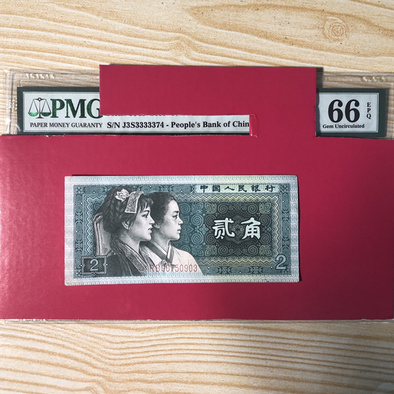 PMG
PAPER MONEY GUARANTY
S/N J3S3333374 - People's Bank of Chin
66
EPQ
Gem Uncirculated
中国人民银行
贰角
2
2